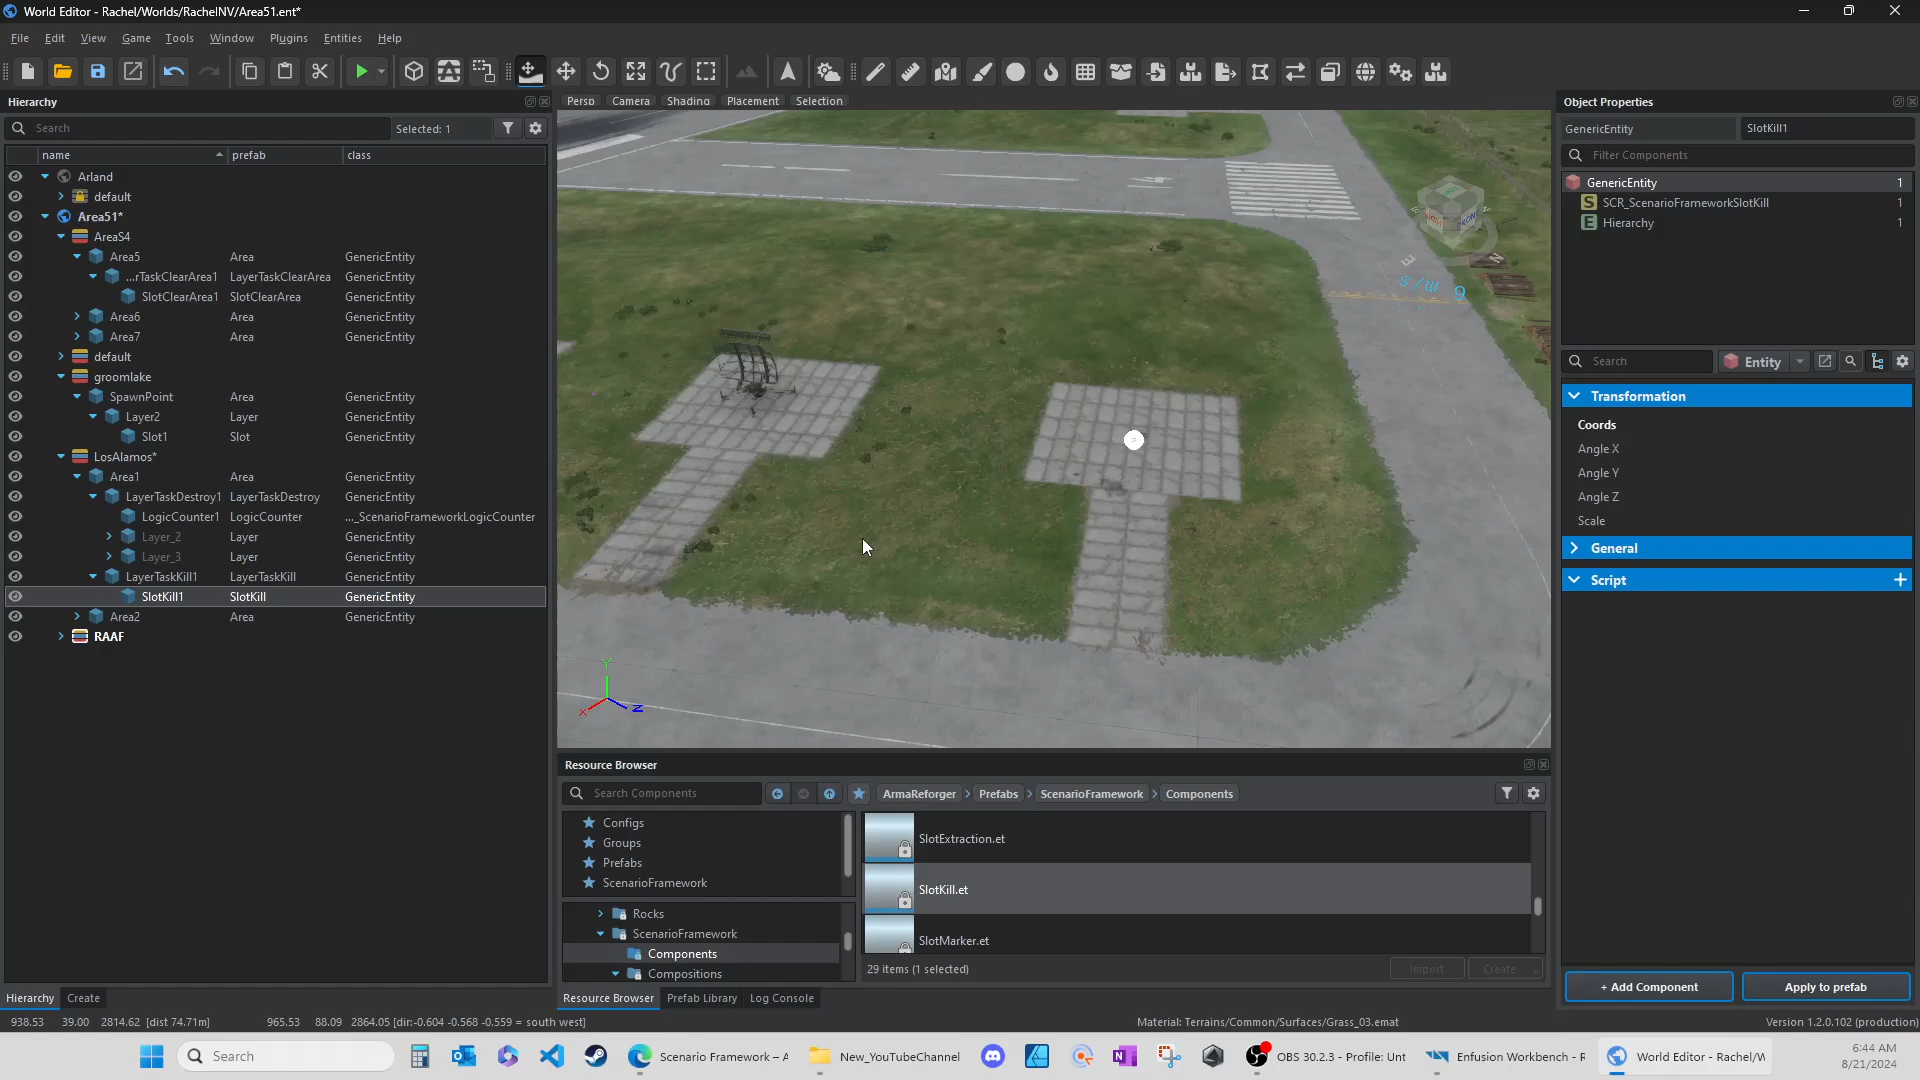 World Editor - Rachel/Worlds/RachelNV/Area51.ent*
File Edit View Game Tools Window Plugins Entities Help
Hierarchy
Search
Selected: 1
name prefab class
Arland
default
Area51*
AreaS4
Area5 Area GenericEntity
...rTaskClearArea1 LayerTaskClearArea GenericEntity
SlotClearArea1 SlotClearArea GenericEntity
Area6 Area GenericEntity
Area7 Area GenericEntity
default
groomlake
SpawnPoint Area GenericEntity
Layer2 Layer GenericEntity
Slot1 Slot GenericEntity
LosAlamos*
Area1 Area GenericEntity
LayerTaskDestroy1 LayerTaskDestroy GenericEntity
LogicCounter1 LogicCounter ..._ScenarioFrameworkLogicCounter
Layer_2 Layer GenericEntity
Layer_3 Layer GenericEntity
LayerTaskKill1 LayerTaskKill GenericEntity
SlotKill1 SlotKill GenericEntity
Area2 Area GenericEntity
RAAF
Hierarchy Create
Persp Camera Shading Placement Selection
Y
X
Z
Resource Browser
Search Components
ArmaReforger > Prefabs > ScenarioFramework > Components
Configs
Groups
Prefabs
ScenarioFramework
Rocks
ScenarioFramework
Components
Compositions
SlotExtraction.et
SlotKill.et
SlotMarker.et
29 items (1 selected)
Import Create
Resource Browser Prefab Library Log Console
Object Properties
GenericEntity SlotKill1
Filter Components
GenericEntity 1
SCR_ScenarioFrameworkSlotKill 1
Hierarchy 1
Search
Entity
Transformation
Coords
Angle X
Angle Y
Angle Z
Scale
General
Script
+ Add Component Apply to prefab
938.53 39.00 2814.62 [dist 74.71m] 965.53 88.09 2864.05 [dir:-0.604 -0.568 -0.559 = south west] Material: Terrains/Common/Surfaces/Grass_03.emat Version 1.2.0.102 (production)
Search
Scenario Framework – A
New_YouTubeChannel
OBS 30.2.3 - Profile: Unt
Enfusion Workbench - R
World Editor - Rachel/W
6:44 AM
8/21/2024